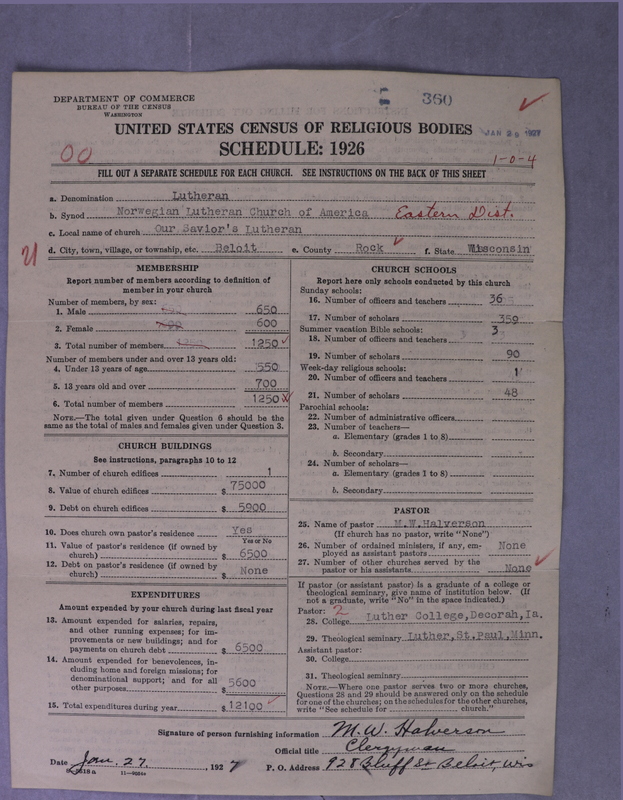 DEPARTMENT OF COMMERCE
BUREAU OF THE CENSUS
WASHINGTON
360
UNITED STATES CENSUS OF RELIGIOUS BODIES
JAN 29 1927
SCHEDULE: 1926
00
1-0-4
FILL OUT A SEPARATE SCHEDULE FOR EACH CHURCH. SEE INSTRUCTIONS ON THE BACK OF THIS SHEET
a. Denomination Lutheran
b. Synod Norwegian Lutheran Church of America Eastern Dist.
c. Local name of church Our Savior's Lutheran
d. City, town, village, or township, etc. Beloit e. County Rock f. State Wisconsin
MEMBERSHIP
Report number of members according to definition of
member in your church
Number of members, by sex:
1. Male 650
2. Female 600
3. Total number of members 1250
Number of members under and over 13 years old:
4. Under 13 years of age 550
5. 13 years old and over 700
6. Total number of members 1250
NOTE.—The total given under Question 6 should be the
same as the total of males and females given under Question 3.
CHURCH BUILDINGS
See instructions, paragraphs 10 to 12
7. Number of church edifices 1
8. Value of church edifices $ 75000
9. Debt on church edifices $ 5900
10. Does church own pastor's residence Yes
Yes or No
11. Value of pastor's residence (if owned by
church) $ 6500
12. Debt on pastor's residence (if owned by
church) $ None
EXPENDITURES
Amount expended by your church during last fiscal year
13. Amount expended for salaries, repairs,
and other running expenses; for im-
provements or new buildings; and for
payments on church debt $ 6500
14. Amount expended for benevolences, in-
cluding home and foreign missions; for
denominational support; and for all
other purposes $ 5600
15. Total expenditures during year $ 12100
CHURCH SCHOOLS
Report here only schools conducted by this church
Sunday schools:
16. Number of officers and teachers 36
17. Number of scholars 359
Summer vacation Bible schools:
18. Number of officers and teachers 3
19. Number of scholars 90
Week-day religious schools:
20. Number of officers and teachers 1
21. Number of scholars 48
Parochial schools:
22. Number of administrative officers
23. Number of teachers—
a. Elementary (grades 1 to 8)
b. Secondary
24. Number of scholars—
a. Elementary (grades 1 to 8)
b. Secondary
PASTOR
25. Name of pastor M.W.Halverson
(If church has no pastor, write "None")
26. Number of ordained ministers, if any, em-
ployed as assistant pastors None
27. Number of other churches served by the
pastor or his assistants None
If pastor (or assistant pastor) is a graduate of a college or
theological seminary, give name of institution below. (If
not a graduate, write "No" in the space indicated.)
Pastor: 2
28. College Luther College,Decorah,Ia.
29. Theological seminary Luther,St.Paul,Minn.
Assistant pastor:
30. College
31. Theological seminary
NOTE.—Where one pastor serves two or more churches,
Questions 28 and 29 should be answered only on the schedule
for one of the churches; on the schedules for the other churches,
write "See schedule for church."
Signature of person furnishing information M. W. Halverson
Official title Clergyman
Date Jan. 27, 1927 P. O. Address 928 Bluff St Beloit, Wis